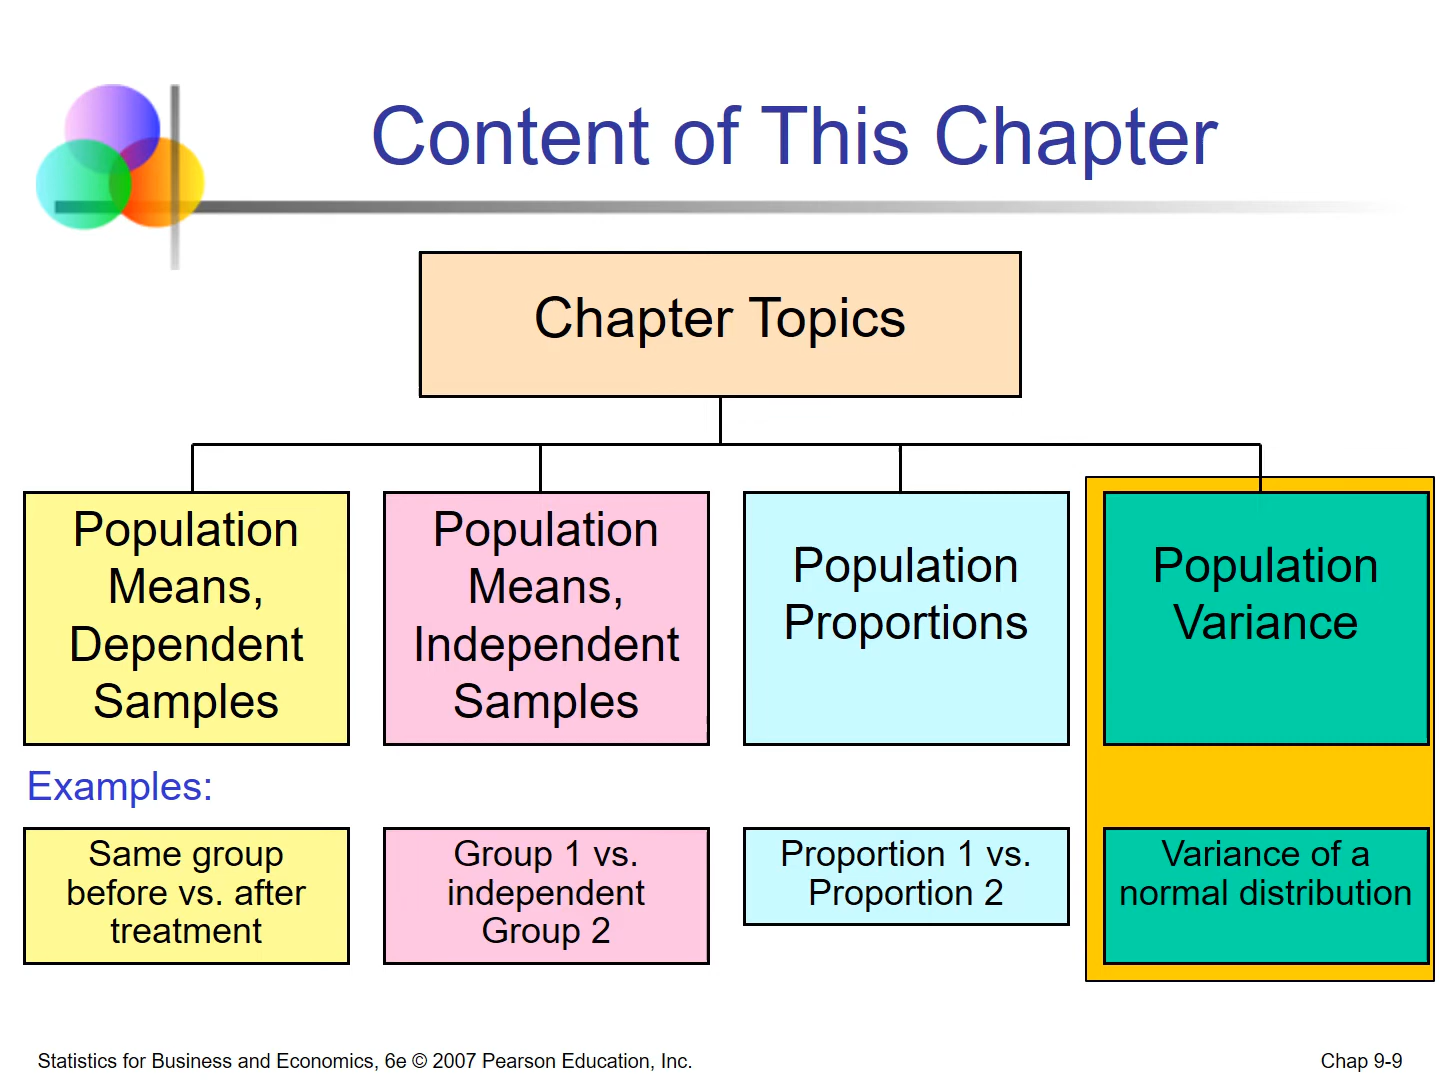 Content of This Chapter
Chapter Topics
Population
Means,
Dependent
Samples
Population
Means,
Independent
Samples
Population
Proportions
Population
Variance
Examples:
Same group
before vs. after
treatment
Group 1 vs.
independent
Group 2
Proportion 1 vs.
Proportion 2
Variance of a
normal distribution
Statistics for Business and Economics, 6e © 2007 Pearson Education, Inc.
Chap 9-9